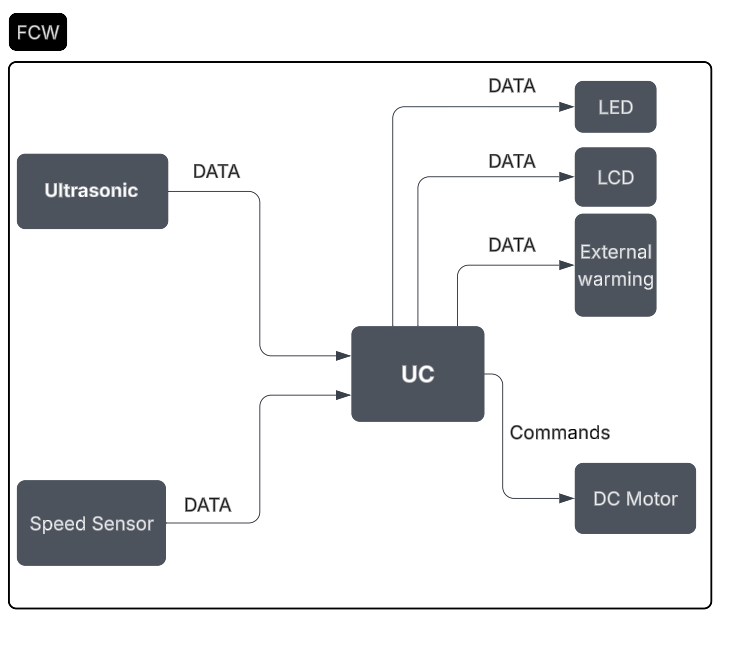 FCW
DATA
LED
DATA
LCD
DATA
Ultrasonic
DATA
External
warming
UC
Commands
DC Motor
DATA
Speed Sensor